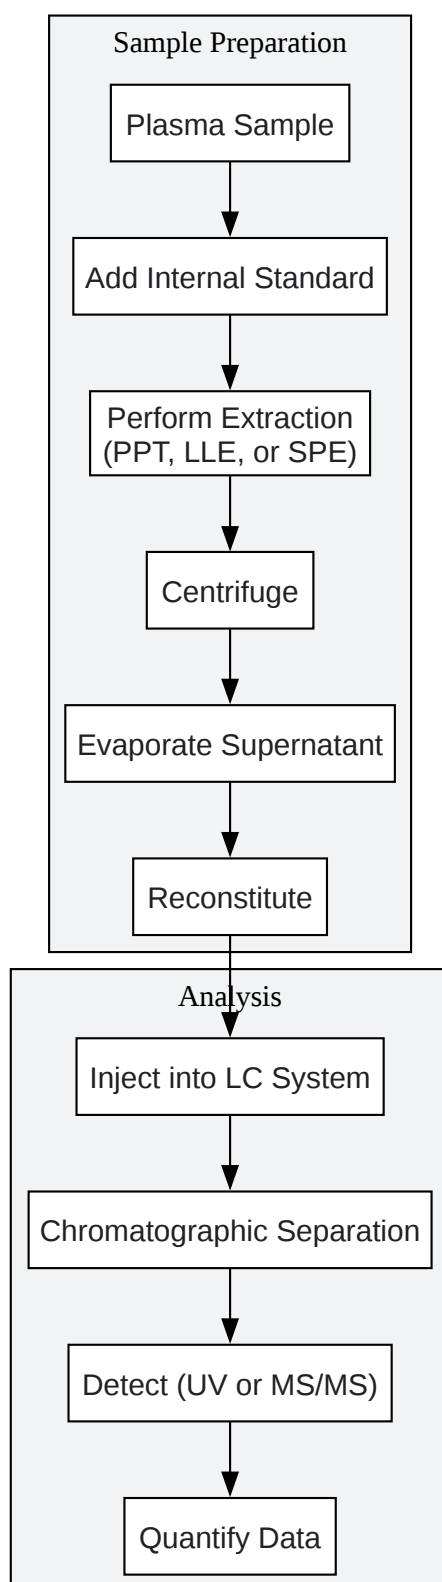 Sample Preparation
Plasma Sample
Add Internal Standard
Perform Extraction
(PPT, LLE, or SPE)
Centrifuge
Evaporate Supernatant
Reconstitute
Analysis
Inject into LC System
Chromatographic Separation
Detect (UV or MS/MS)
Quantify Data